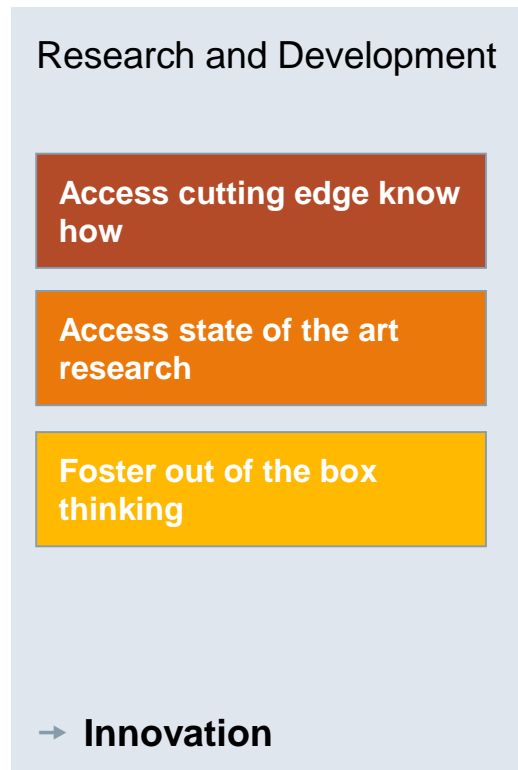 Research and Development
Access cutting edge know
how
Access state of the art
research
Foster out of the box
thinking
Innovation